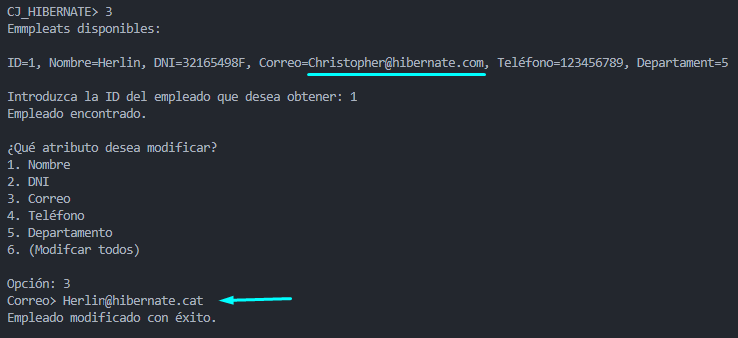 CJ_HIBERNATE> 3
Emmpleats disponibles:
ID=1, Nombre=Herlin, DNI=32165498F, Correo=Christopher@hibernate.com, Teléfono=123456789, Departament=5
Introduzca la ID del empleado que desea obtener: 1
Empleado encontrado.
¿Qué atributo desea modificar?
1. Nombre
2. DNI
3. Correo
4. Teléfono
5. Departamento
6. (Modifcar todos)
Opción: 3
Correo> Herlin@hibernate.cat
Empleado modificado con éxito.